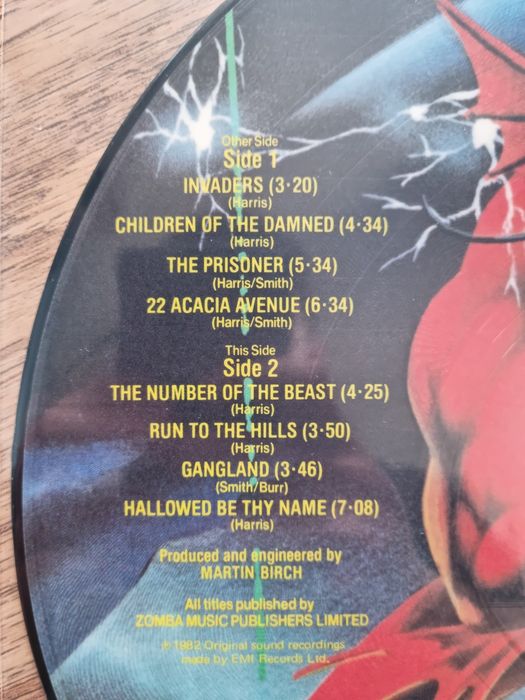 Other Side
Side 1
INVADERS (3·20)
(Harris)
CHILDREN OF THE DAMNED (4·34)
(Harris)
THE PRISONER (5·34)
(Harris/Smith)
22 ACACIA AVENUE (6·34)
(Harris/Smith)
This Side
Side 2
THE NUMBER OF THE BEAST (4·25)
(Harris)
RUN TO THE HILLS (3·50)
(Harris)
GANGLAND (3·46)
(Smith/Burr)
HALLOWED BE THY NAME (7·08)
(Harris)
Produced and engineered by
MARTIN BIRCH
All titles published by
ZOMBA MUSIC PUBLISHERS LIMITED
℗ 1982 Original sound recordings
made by EMI Records Ltd.